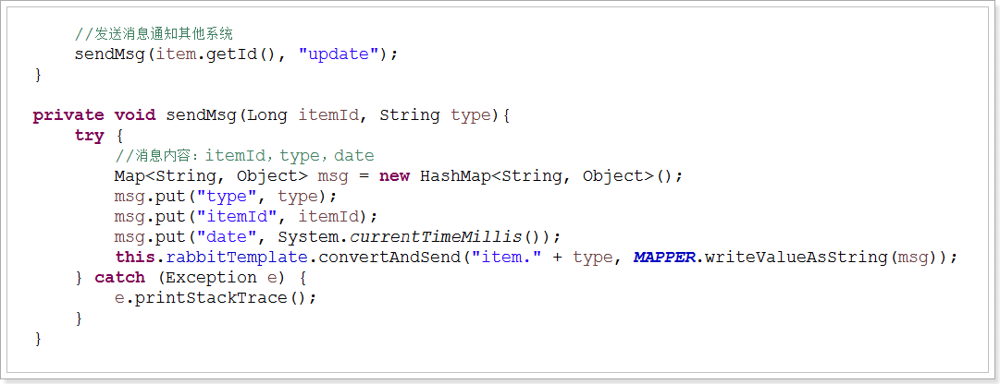 //发送消息通知其他系统
sendMsg(item.getId(), "update");
}
private void sendMsg(Long itemId, String type){
try {
//消息内容：itemId，type，date
Map<String, Object> msg = new HashMap<String, Object>();
msg.put("type", type);
msg.put("itemId", itemId);
msg.put("date", System.currentTimeMillis());
this.rabbitTemplate.convertAndSend("item." + type, MAPPER.writeValueAsString(msg));
} catch (Exception e) {
e.printStackTrace();
}
}